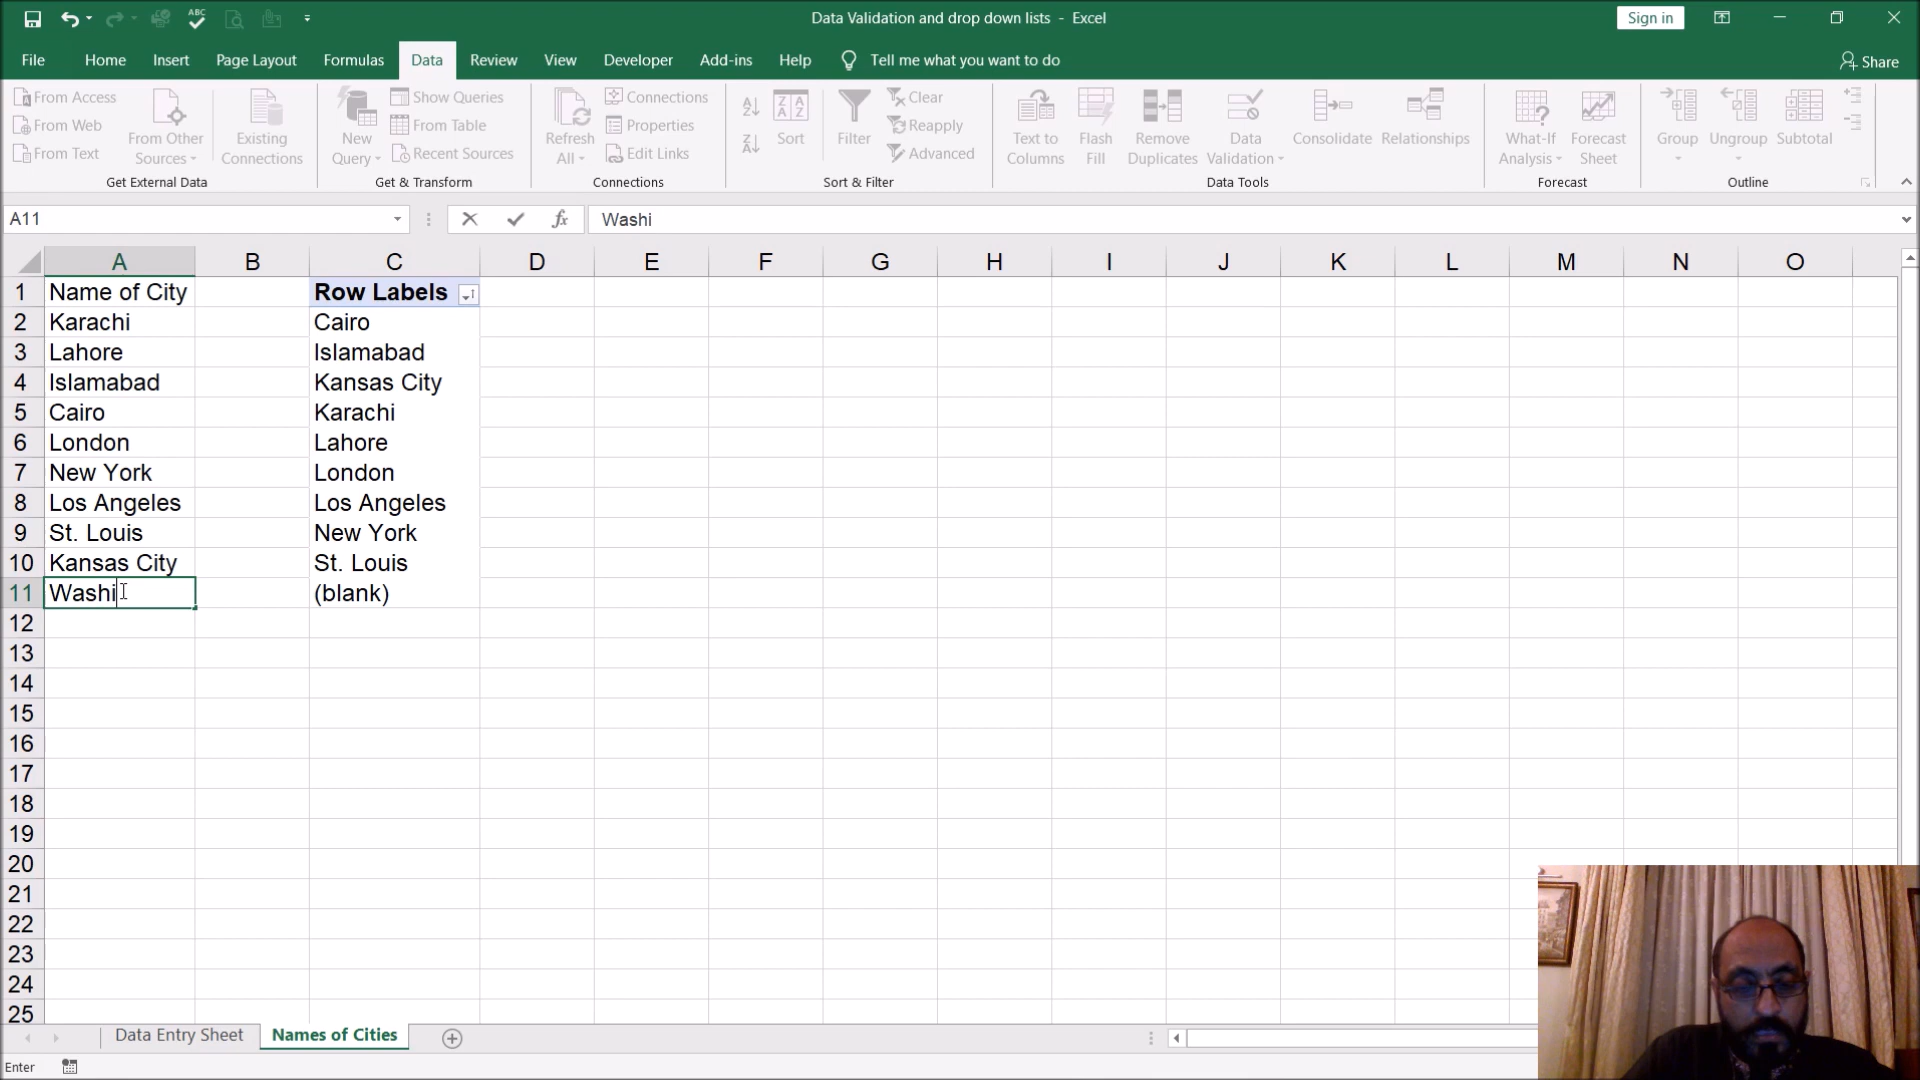 Data Validation and drop down lists - Excel
Sign in
File Home Insert Page Layout Formulas Data Review View Developer Add-ins Help Tell me what you want to do
Share
From Access
From Web
From Text
From Other Sources
Existing Connections
Get External Data
New Query
Show Queries
From Table
Recent Sources
Get & Transform
Refresh All
Connections
Properties
Edit Links
Connections
Sort
Filter
Clear
Reapply
Advanced
Sort & Filter
Text to Columns
Flash Fill
Remove Duplicates
Data Validation
Consolidate
Relationships
Data Tools
What-If Analysis
Forecast Sheet
Forecast
Group
Ungroup
Subtotal
Outline
A11 fx Washi
A B C D E F G H I J K L M N O
1 Name of City Row Labels
2 Karachi Cairo
3 Lahore Islamabad
4 Islamabad Kansas City
5 Cairo Karachi
6 London Lahore
7 New York London
8 Los Angeles Los Angeles
9 St. Louis New York
10 Kansas City St. Louis
11 Washi (blank)
12
13
14
15
16
17
18
19
20
21
22
23
24
25
Data Entry Sheet Names of Cities
Enter